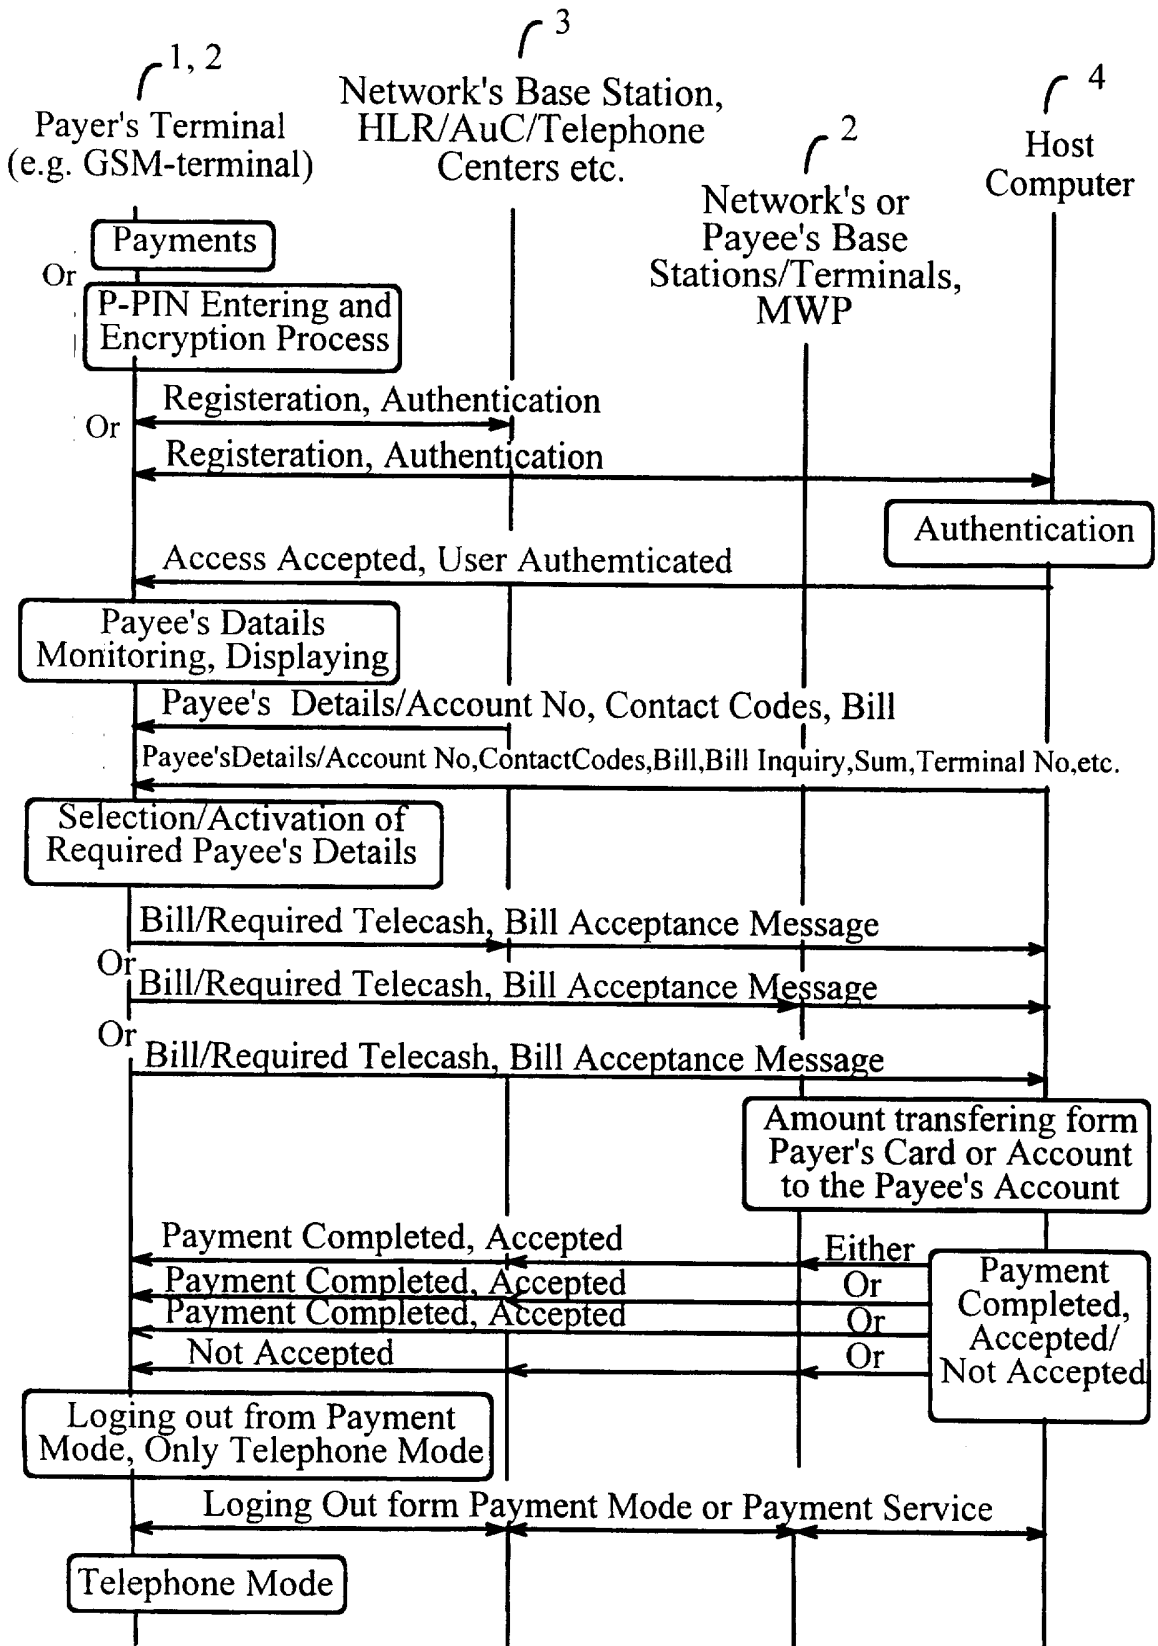 1, 2
3
4
2
Payer's Terminal
(e.g. GSM-terminal)
Network's Base Station,
HLR/AuC/Telephone
Centers etc.
Network's or
Payee's Base
Stations/Terminals,
MWP
Host
Computer
Payments
Or
P-PIN Entering and
Encryption Process
Registeration, Authentication
Or
Registeration, Authentication
Authentication
Access Accepted, User Authemticated
Payee's Datails
Monitoring, Displaying
Payee's Details/Account No, Contact Codes, Bill
Payee'sDetails/Account No,ContactCodes,Bill,Bill Inquiry,Sum,Terminal No,etc.
Selection/Activation of
Required Payee's Details
Bill/Required Telecash, Bill Acceptance Message
Or
Bill/Required Telecash, Bill Acceptance Message
Or
Bill/Required Telecash, Bill Acceptance Message
Amount transfering form
Payer's Card or Account
to the Payee's Account
Payment Completed, Accepted
Either
Payment Completed, Accepted
Or
Payment Completed, Accepted
Or
Not Accepted
Or
Payment
Completed,
Accepted/
Not Accepted
Loging out from Payment
Mode, Only Telephone Mode
Loging Out form Payment Mode or Payment Service
Telephone Mode